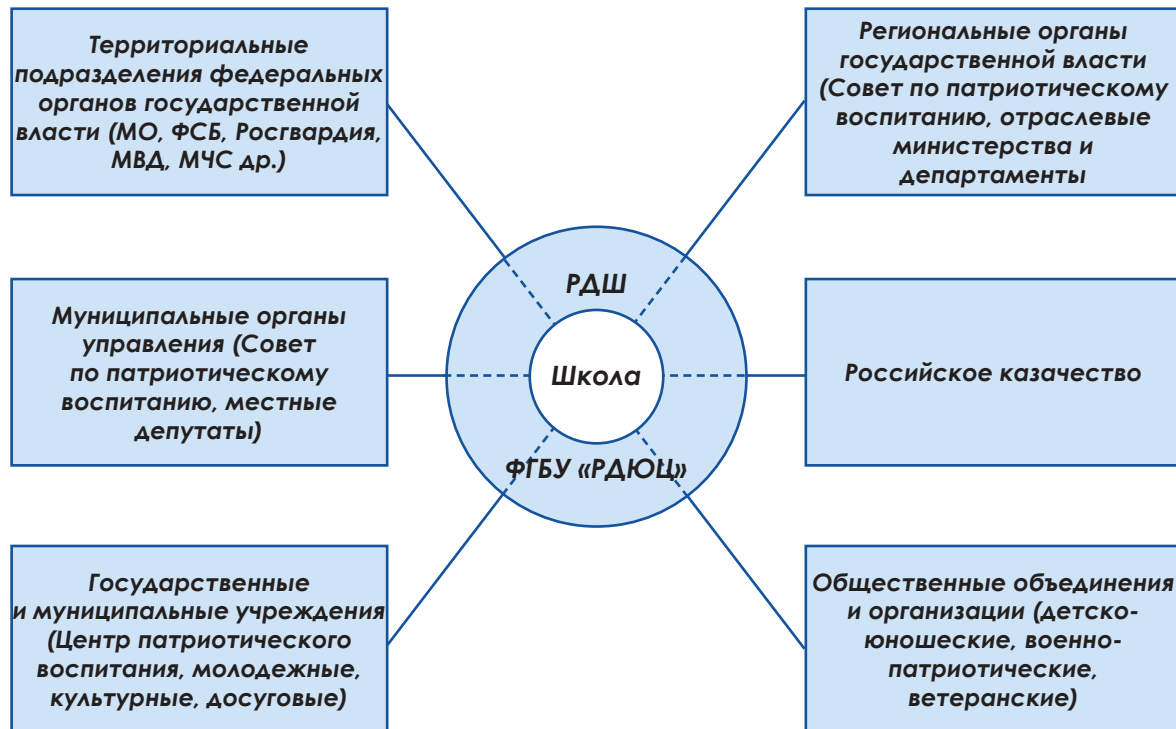 Территориальные
подразделения федеральных
органов государственной
власти (МО, ФСБ, Росгвардия,
МВД, МЧС др.)
Региональные органы
государственной власти
(Совет по патриотическому
воспитанию, отраслевые
министерства и
департаменты
РДШ
Муниципальные органы
управления (Совет
по патриотическому
воспитанию, местные
депутаты)
Школа
Российское казачество
ФГБУ «РДЮЦ»
Государственные
и муниципальные учреждения
(Центр патриотического
воспитания, молодежные,
культурные, досуговые)
Общественные объединения
и организации (детско-
юношеские, военно-
патриотические,
ветеранские)